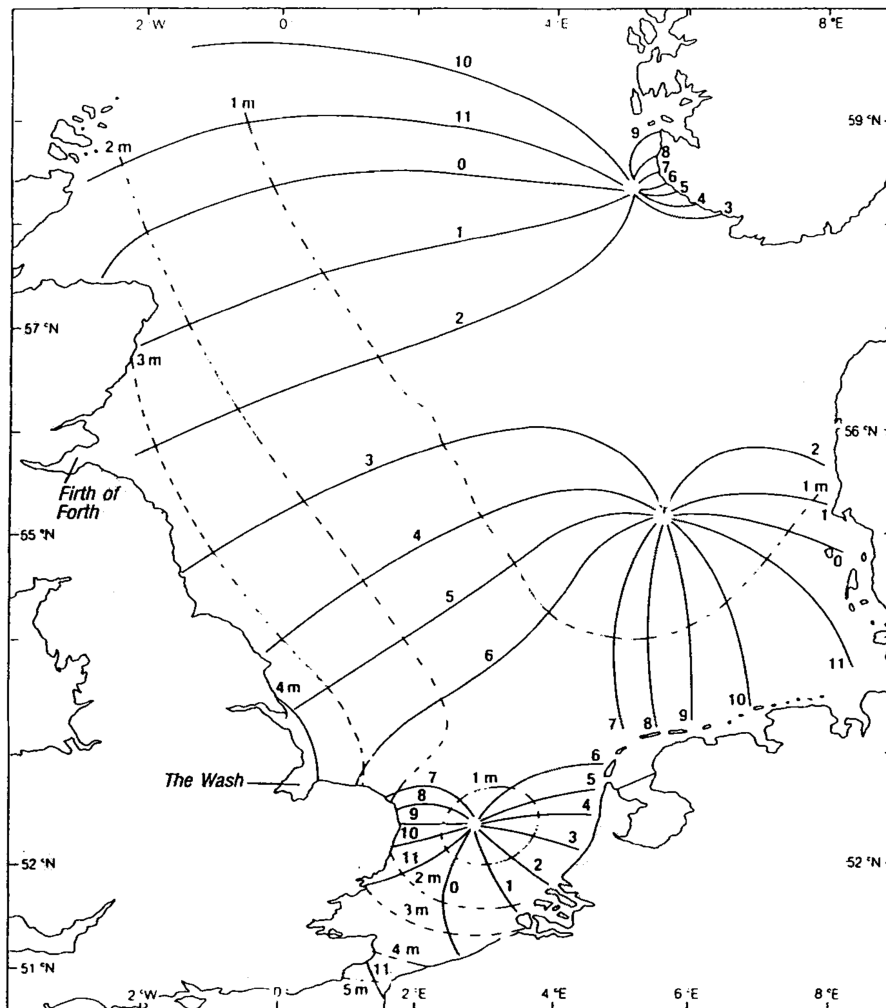 2 °W
0
4 °E
8 °E
10
1 m
11
59 °N
2 m
9
8
7
6
5
4
3
0
1
2
57 °N
3 m
3
2
56 °N
Firth of
Forth
1 m
1
55 °N
4
0
5
6
11
4 m
7
8
9
10
The Wash
7
1 m
6
8
5
9
4
10
3
11
2
52 °N
2 m
0
1
52 °N
3 m
4 m
51 °N
11
5 m
2 °W
0
2 °E
4 °E
6 °E
8 °E